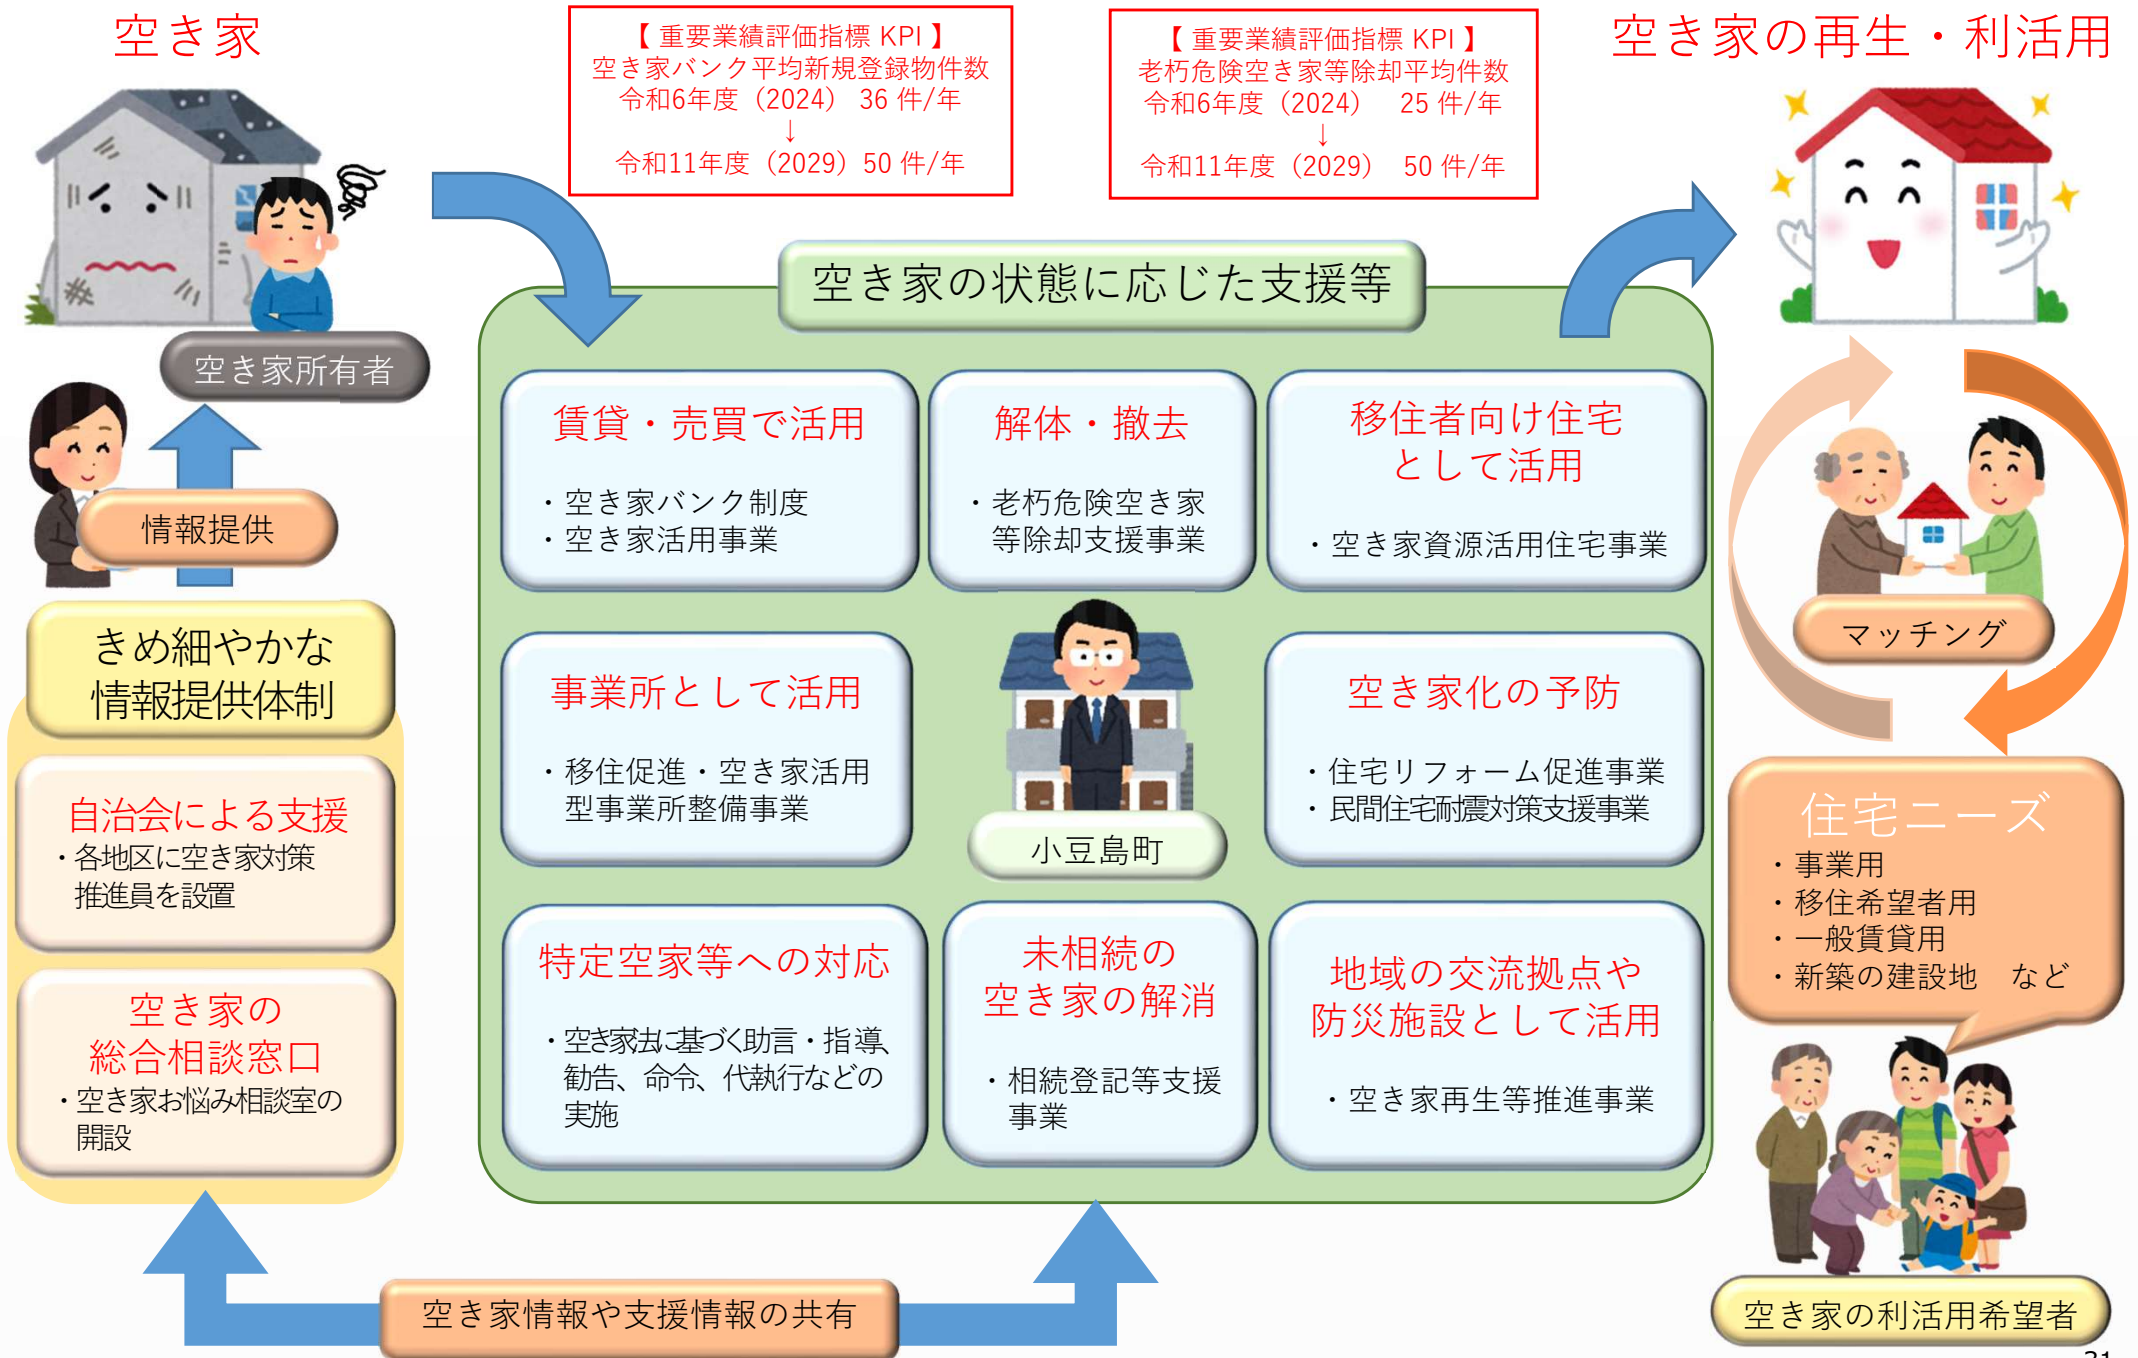 空き家
【 重要業績評価指標 KPI 】
空き家バンク平均新規登録物件数
令和6年度（2024） 36 件/年
↓
令和11年度（2029）50 件/年
【 重要業績評価指標 KPI 】
老朽危険空き家等除却平均件数
令和6年度（2024） 25 件/年
↓
令和11年度（2029） 50 件/年
空き家の再生・利活用
空き家所有者
情報提供
きめ細やかな
情報提供体制
自治会による支援
・各地区に空き家対策
推進員を設置
空き家の
総合相談窓口
・空き家お悩み相談室の
開設
空き家の状態に応じた支援等
賃貸・売買で活用
・空き家バンク制度
・空き家活用事業
解体・撤去
・老朽危険空き家
等除却支援事業
移住者向け住宅
として活用
・空き家資源活用住宅事業
事業所として活用
・移住促進・空き家活用
型事業所整備事業
小豆島町
空き家化の予防
・住宅リフォーム促進事業
・民間住宅耐震対策支援事業
特定空家等への対応
・空き家法に基づく助言・指導、
勧告、命令、代執行などの
実施
未相続の
空き家の解消
・相続登記等支援
事業
地域の交流拠点や
防災施設として活用
・空き家再生等推進事業
マッチング
住宅ニーズ
・事業用
・移住希望者用
・一般賃貸用
・新築の建設地　など
空き家の利活用希望者
空き家情報や支援情報の共有